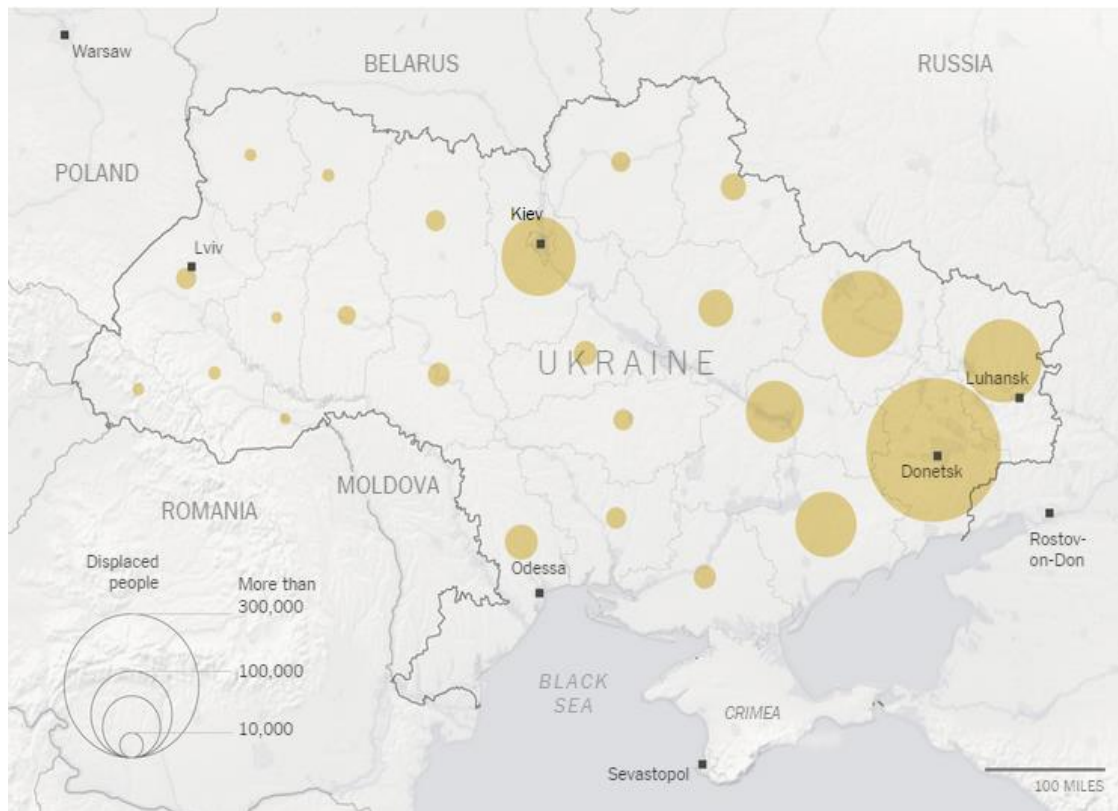 Warsaw
BELARUS
RUSSIA
POLAND
Kiev
Lviv
UKRAINE
Luhansk
Donetsk
MOLDOVA
ROMANIA
Rostov-
on-Don
Odessa
Displaced
people
More than
300,000
100,000
10,000
BLACK
SEA
CRIMEA
Sevastopol
100 MILES